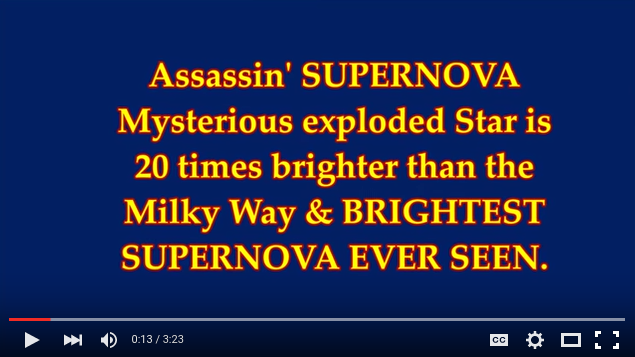 Assassin' SUPERNOVA
Mysterious exploded Star is
20 times brighter than the
Milky Way & BRIGHTEST
SUPERNOVA EVER SEEN.
0:13 / 3:23
CC